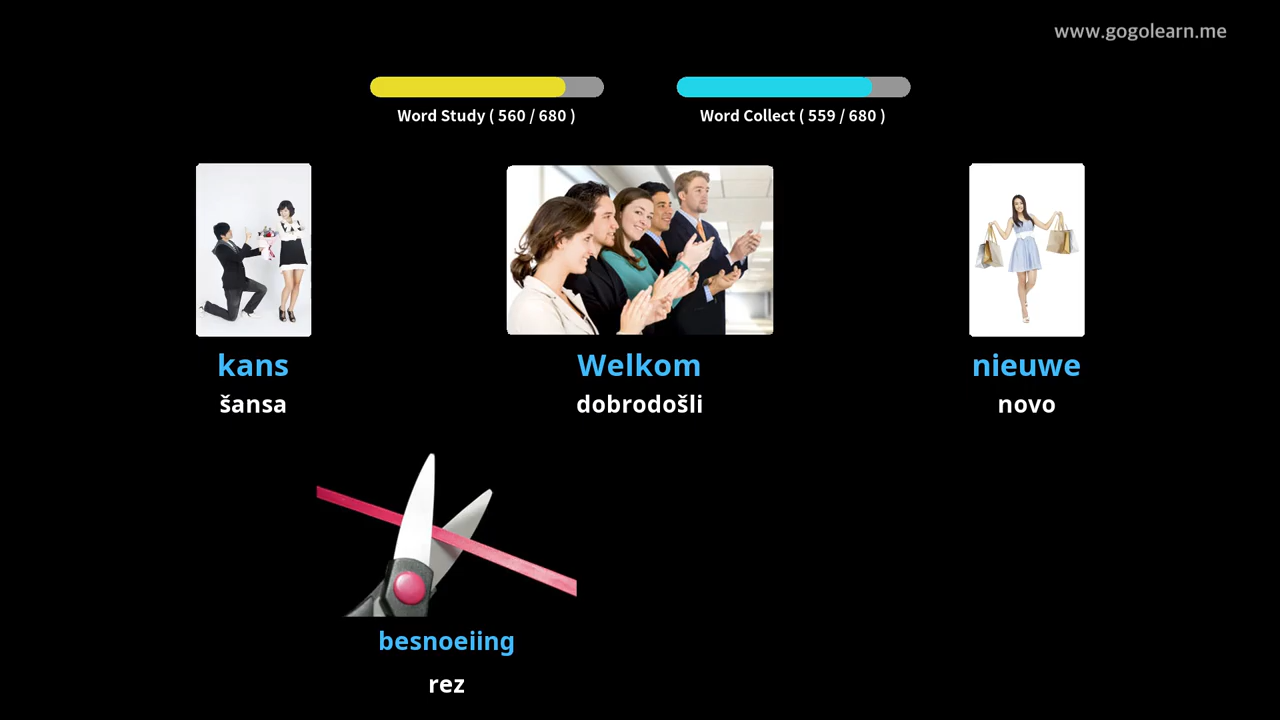 www.gogolearn.me
Word Study ( 560 / 680 )
Word Collect ( 559 / 680 )
kans
šansa
Welkom
dobrodošli
nieuwe
novo
besnoeiing
rez